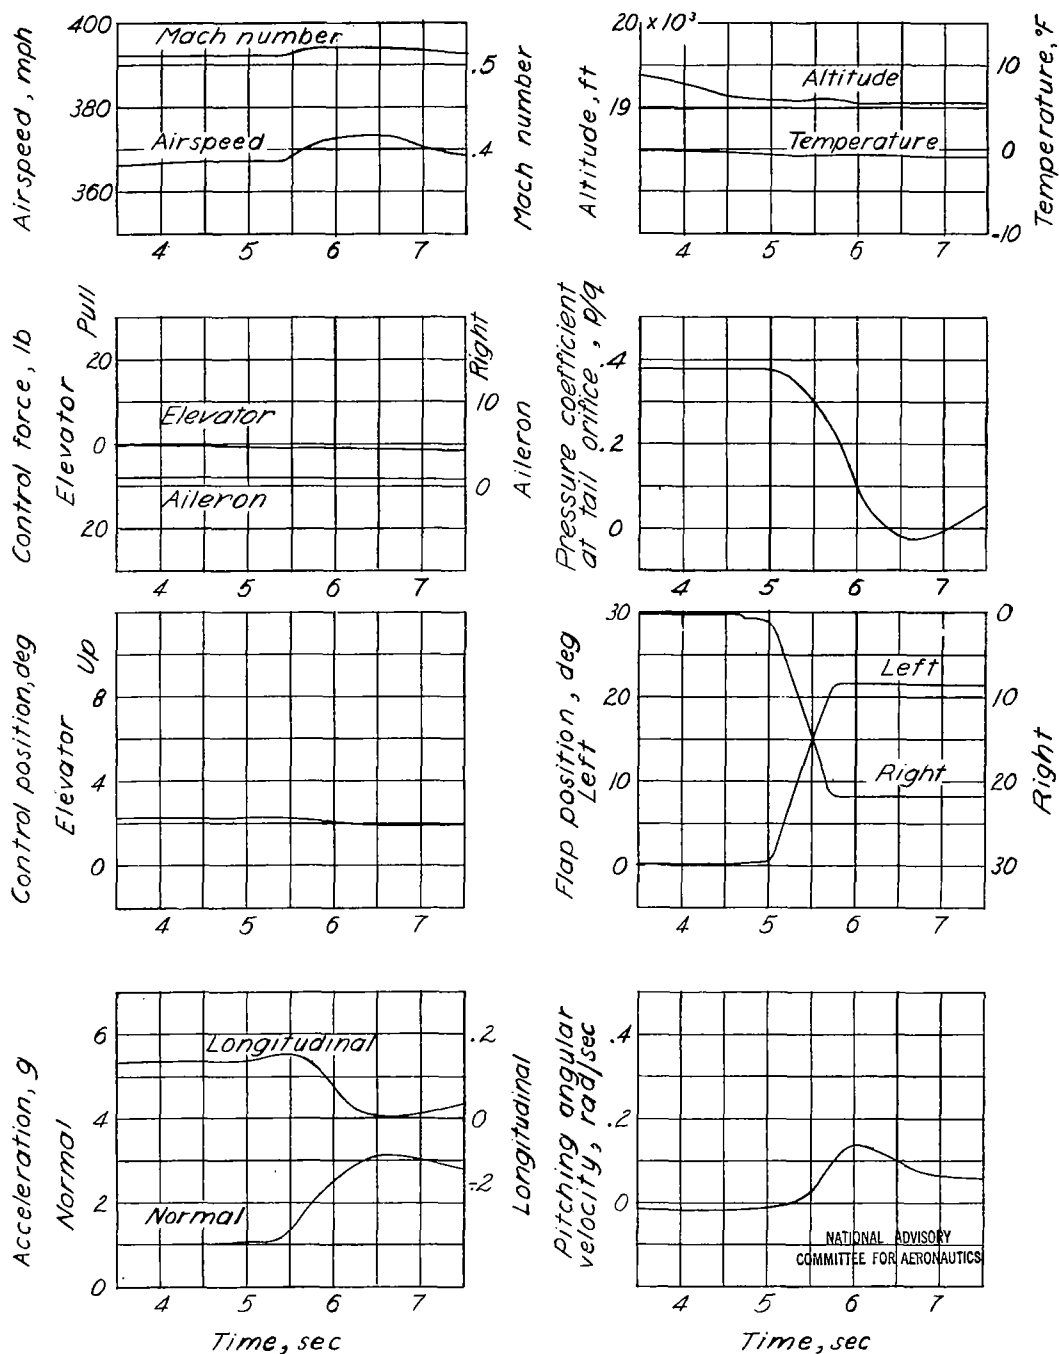 400
380
360
Airspeed, mph
Mach number
Airspeed
.5
.4
Mach number
4 5 6 7
20 x 10³
19
Altitude, ft
Altitude
Temperature
10
0
-10
Temperature, °F
4 5 6 7
Control force, lb
Elevator
Pull
20
0
20
Elevator
Aileron
Right
10
0
Aileron
4 5 6 7
Pressure coefficient
at tail orifice, p/q
.4
.2
0
4 5 6 7
Control position, deg
Elevator
Up
8
4
0
4 5 6 7
Flap position, deg
Left
30
20
10
0
Left
Right
0
10
20
30
Right
4 5 6 7
Acceleration, g
Normal
6
4
2
0
Longitudinal
Normal
.2
0
-.2
Longitudinal
4 5 6 7
Time, sec
Pitching angular
velocity, rad/sec
.4
.2
0
NATIONAL ADVISORY
COMMITTEE FOR AERONAUTICS
4 5 6 7
Time, sec